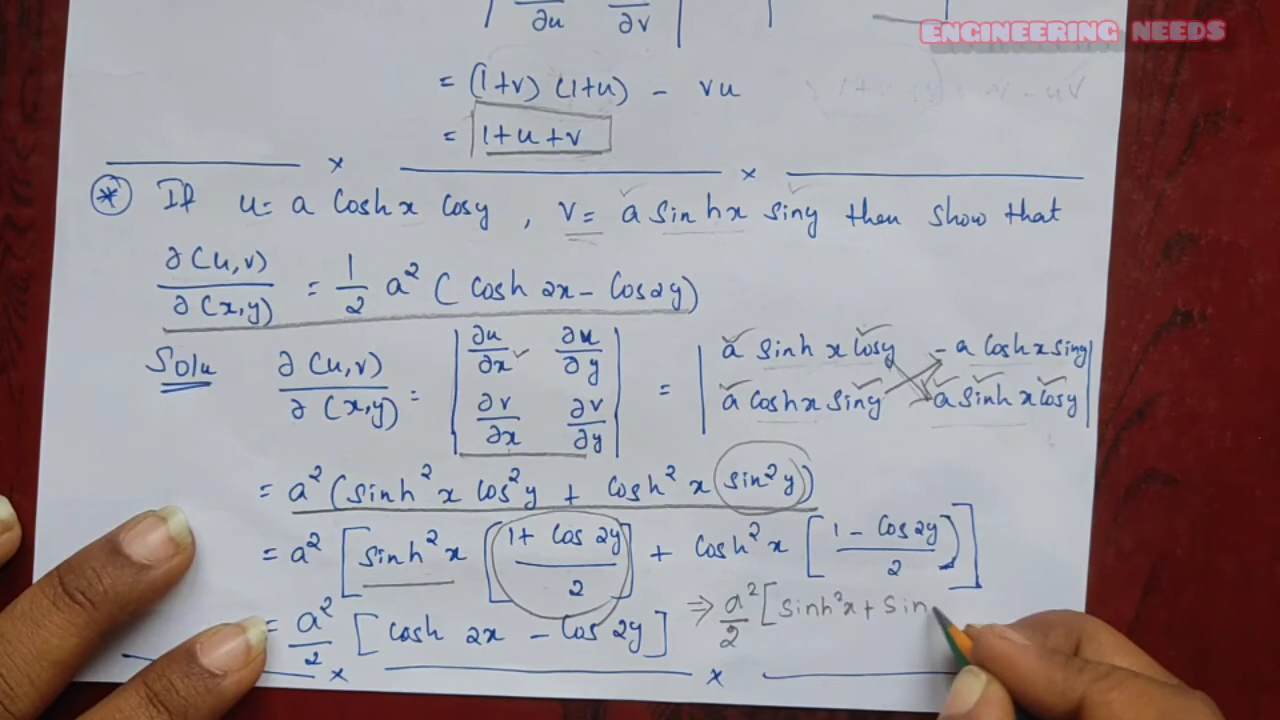 ∂u ∂v
ENGINEERING NEEDS
= (1+v) (1+u) - vu
= 1+u+v
* If u= a Coshx Cosy , v= a sinhx siny then show that
∂(u,v)/∂(x,y) = 1/2 a² ( Cosh 2x - Cos2y)
Solu ∂(u,v)/∂(x,y) = | ∂u/∂x ∂u/∂y | = | a sinh x Cosy -a Coshx siny |
| ∂v/∂x ∂v/∂y | | a Coshx siny a sinh x Cosy |
= a² (sinh²x cos²y + Cosh²x sin²y)
= a² [ sinh²x [ (1+ Cos 2y)/2 ] + Cosh²x [ (1- Cos2y)/2 ) ]
= a²/2 [ Cosh 2x - Cos 2y ] ⇒ a²/2 [ Sinh²x + Sin